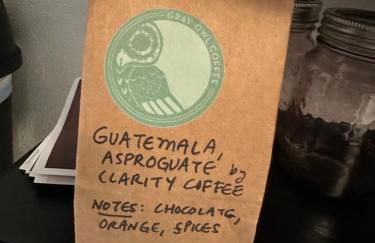 GRAY OWL COFFEE
GUATEMALA,
ASPROGUATE by
CLARITY COFFEE
NOTES: CHOCOLATE,
ORANGE, SPICES